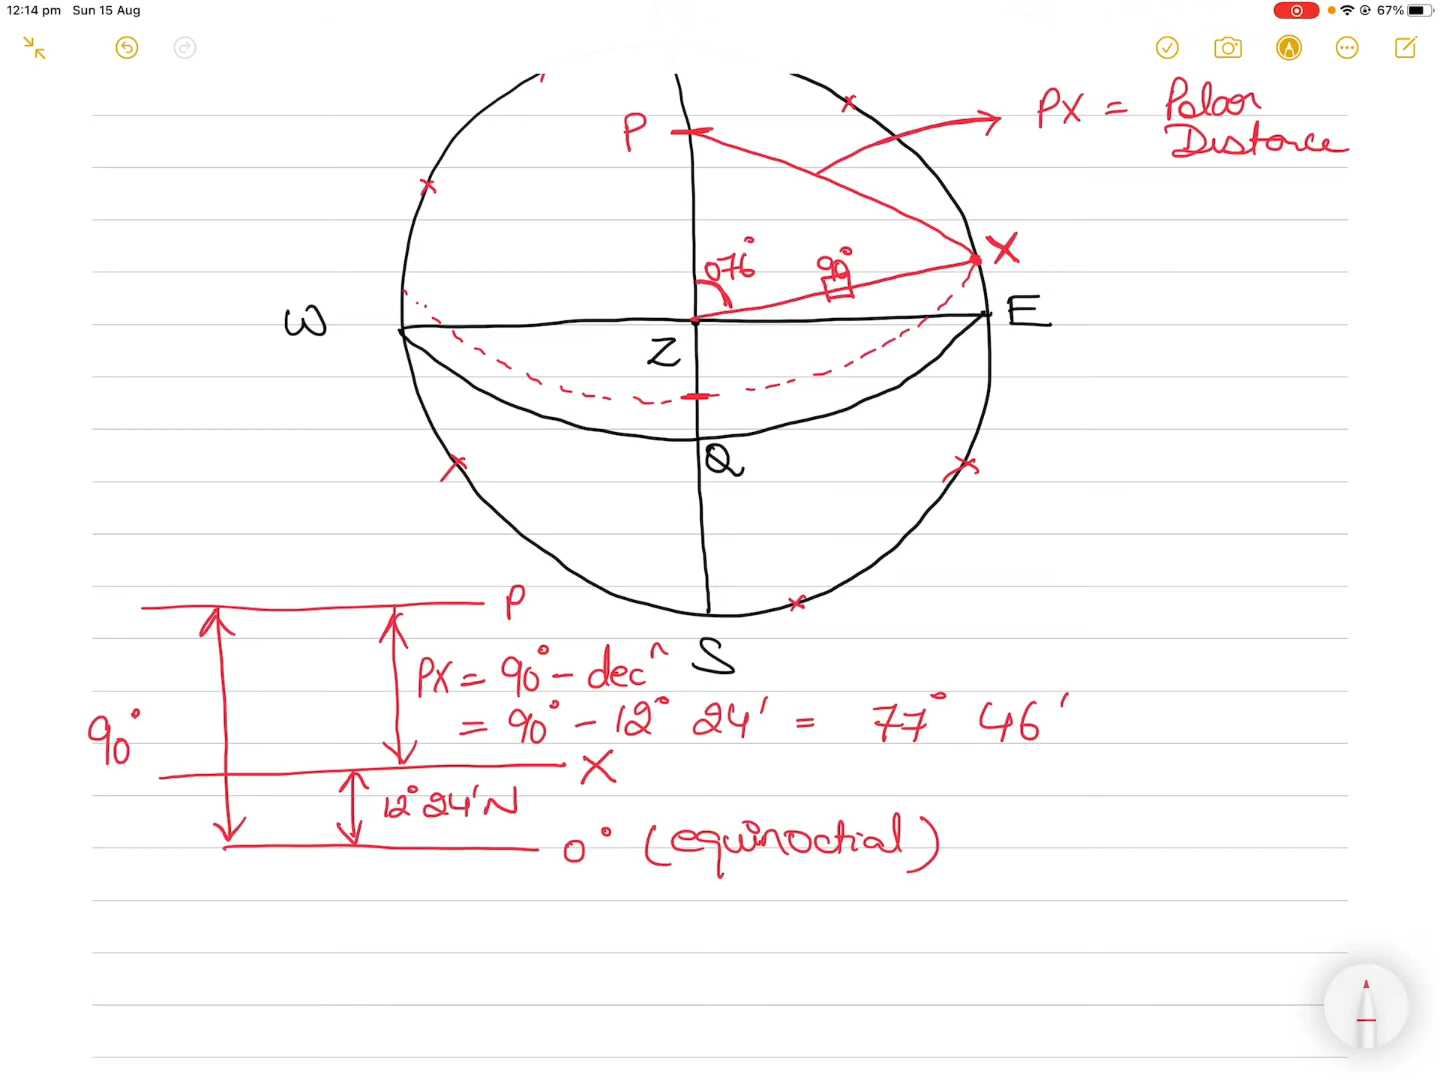 12:14 pm Sun 15 Aug
67%
P
PX = Polar
Distance
076°
90°
X
W
E
Z
Q
S
P
PX = 90° - decⁿ
90°
= 90° - 12° 24' = 77° 46'
X
12° 24' N
0° (equinoctial)